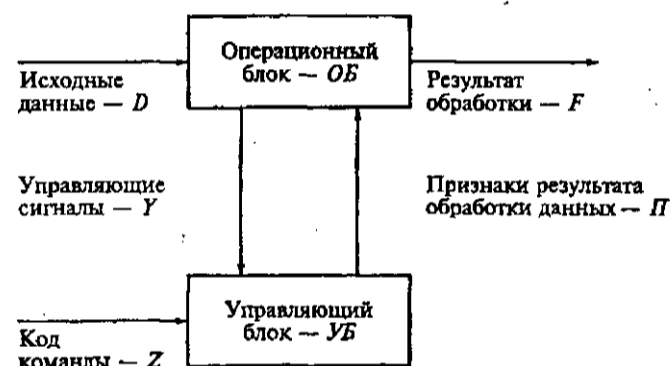 Операционный
блок — ОБ
Исходные
данные — D
Результат
обработки — F
Управляющие
сигналы — Y
Признаки результата
обработки данных — П
Управляющий
блок — УБ
Код
команды — Z